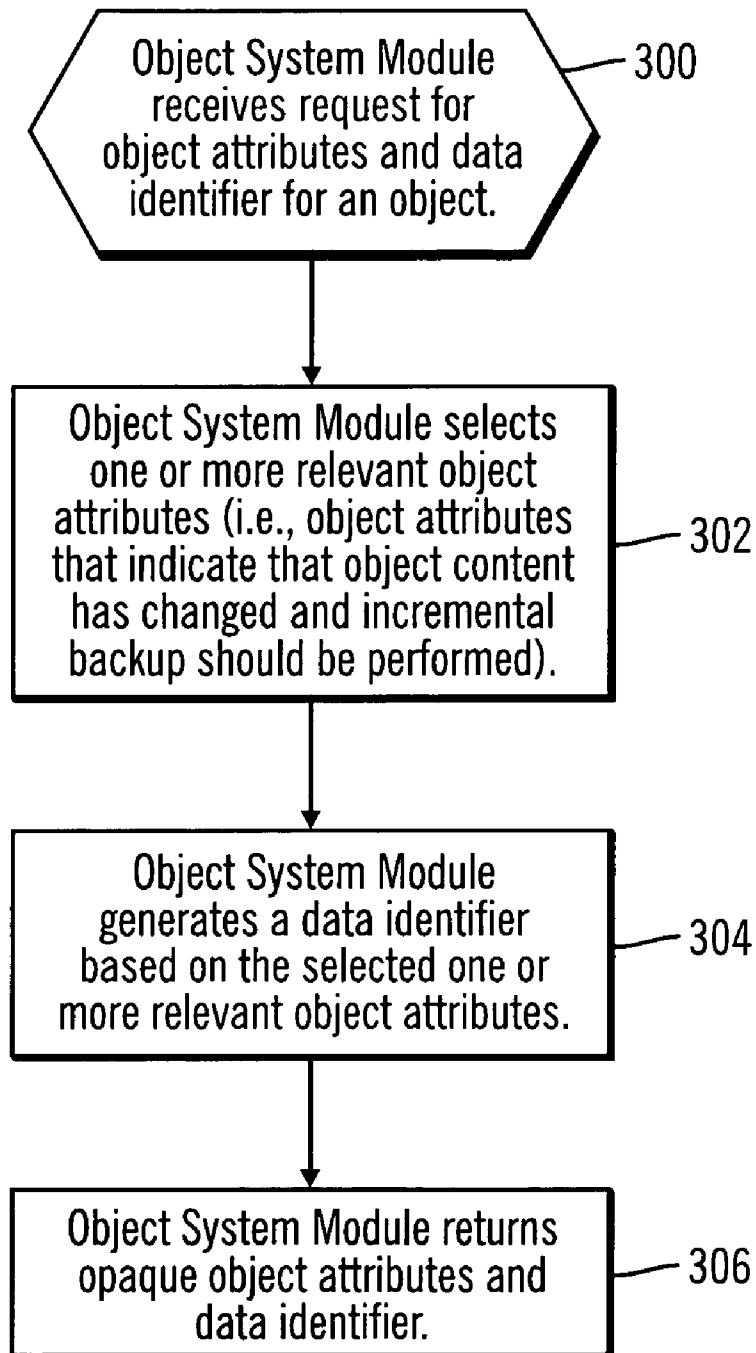 Object System Module
receives request for
object attributes and data
identifier for an object.
300
Object System Module selects
one or more relevant object
attributes (i.e., object attributes
that indicate that object content
has changed and incremental
backup should be performed).
302
Object System Module
generates a data identifier
based on the selected one or
more relevant object attributes.
304
Object System Module returns
opaque object attributes and
data identifier.
306